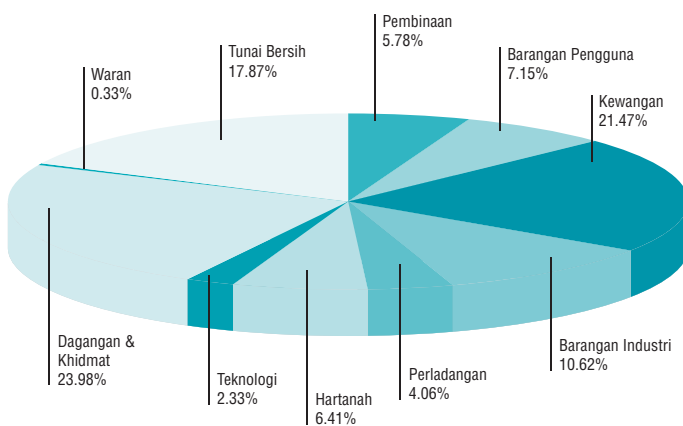 Pembinaan
5.78%
Tunai Bersih
17.87%
Barangan Pengguna
7.15%
Waran
0.33%
Kewangan
21.47%
Dagangan &
Khidmat
23.98%
Teknologi
2.33%
Hartanah
6.41%
Perladangan
4.06%
Barangan Industri
10.62%